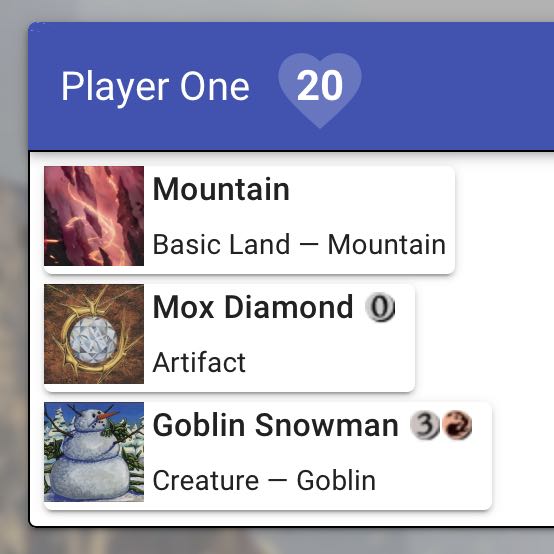 Player One 20
Mountain
Basic Land — Mountain
Mox Diamond 0
Artifact
Goblin Snowman 3
Creature — Goblin